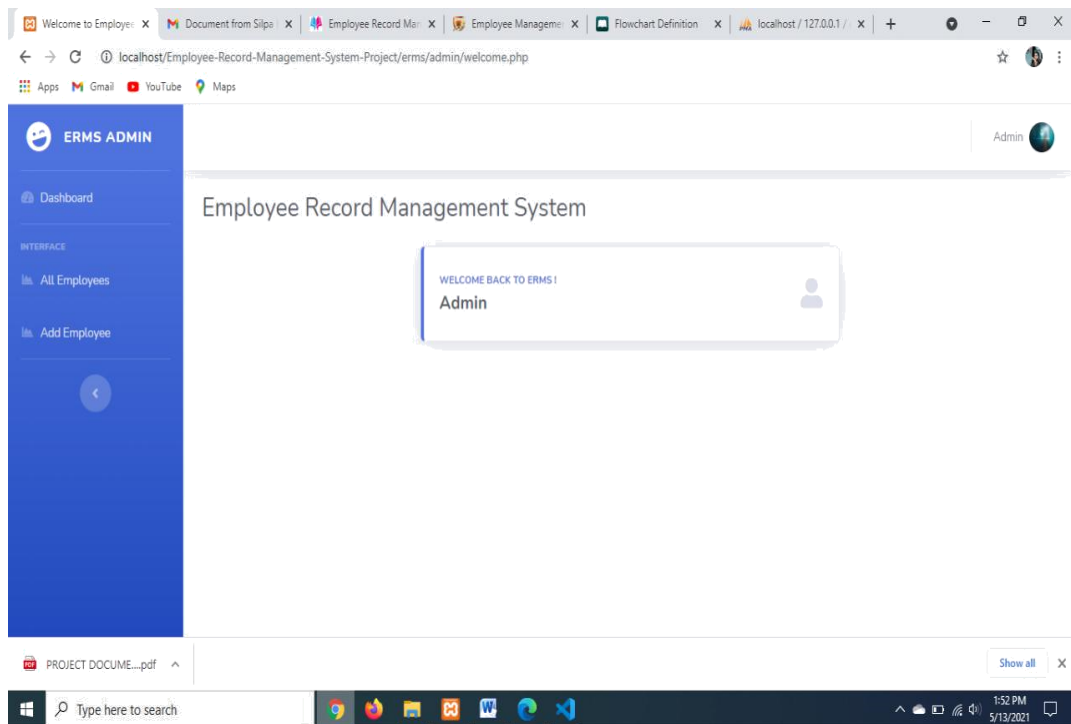 Welcome to Employe Document from Silpa Employee Record Man Employee Managemen Flowchart Definition localhost / 127.0.0.1 /
localhost/Employee-Record-Management-System-Project/erms/admin/welcome.php
Apps Gmail YouTube Maps
ERMS ADMIN
Admin
Dashboard
Employee Record Management System
INTERFACE
All Employees
WELCOME BACK TO ERMS !
Admin
Add Employee
PROJECT DOCUME....pdf
Show all
Type here to search
1:52 PM
5/13/2021